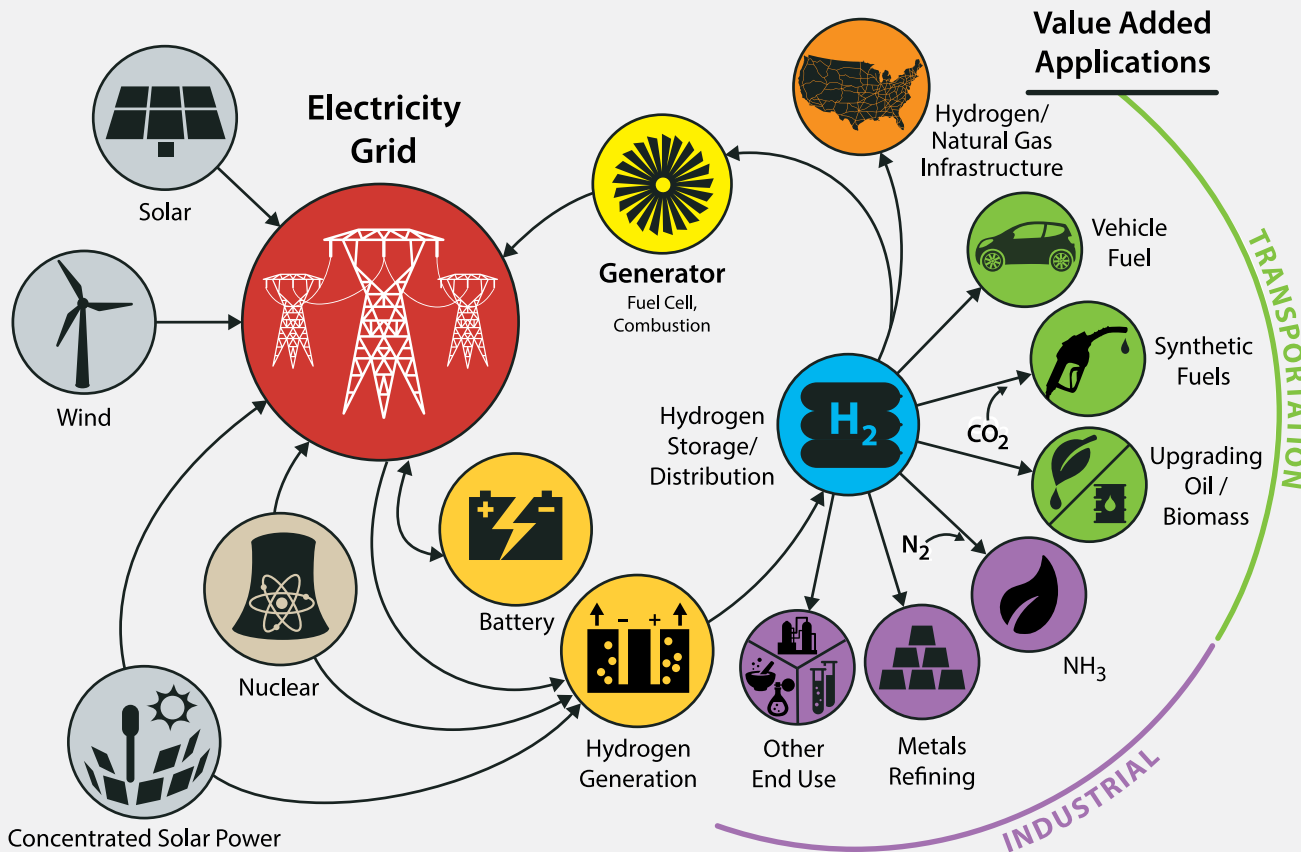 Value Added
Applications
Electricity
Grid
Solar
Wind
Nuclear
Concentrated Solar Power
Generator
Fuel Cell,
Combustion
Battery
+
−
− +
Hydrogen
Generation
Hydrogen
Storage/
Distribution
H₂
Hydrogen/
Natural Gas
Infrastructure
Vehicle
Fuel
Synthetic
Fuels
CO₂
Upgrading
Oil /
Biomass
N₂
NH₃
Metals
Refining
Other
End Use
TRANSPORTATION
INDUSTRIAL